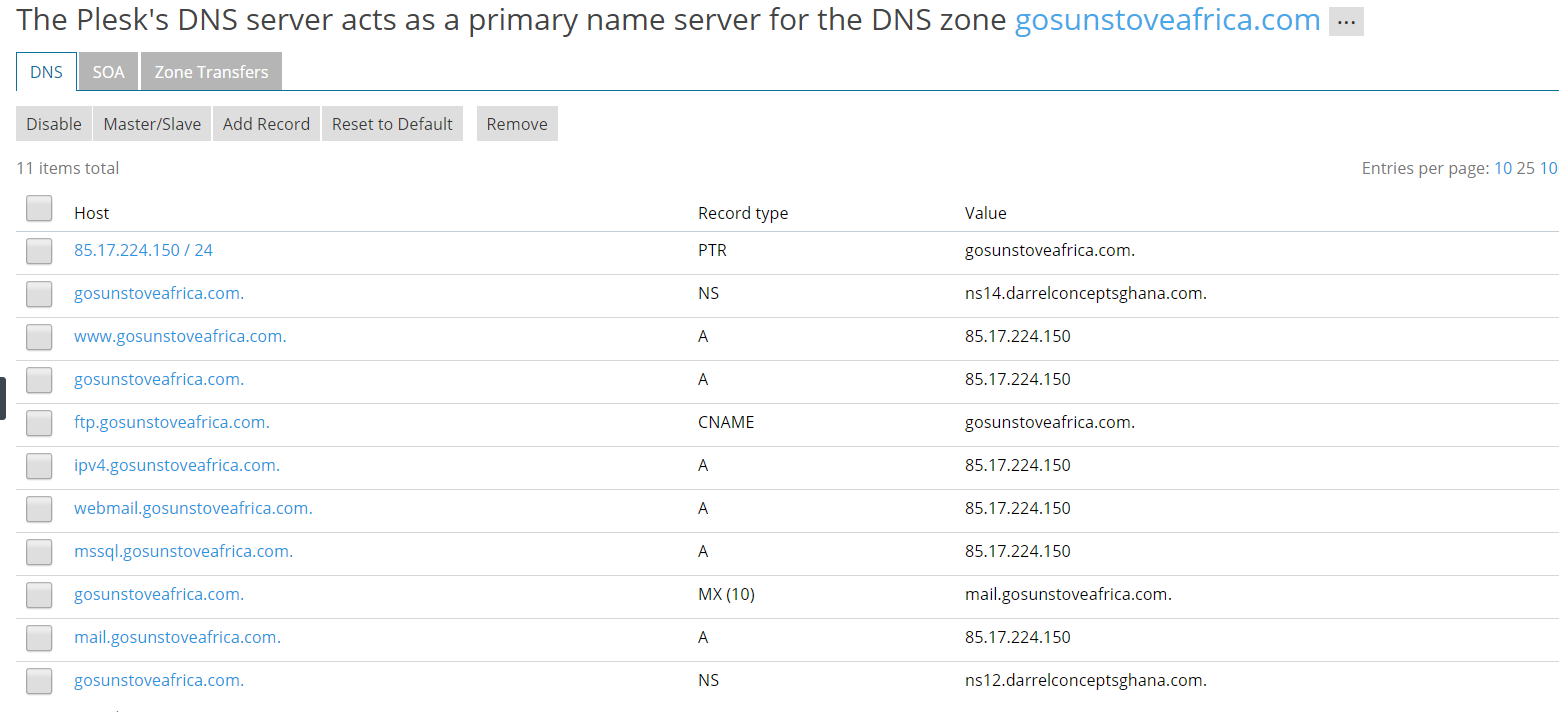 The Plesk's DNS server acts as a primary name server for the DNS zone gosunstoveafrica.com ...
DNS SOA Zone Transfers
Disable Master/Slave Add Record Reset to Default Remove
11 items total Entries per page: 10 25 10
Host Record type Value
85.17.224.150 / 24 PTR gosunstoveafrica.com.
gosunstoveafrica.com. NS ns14.darrelconceptsghana.com.
www.gosunstoveafrica.com. A 85.17.224.150
gosunstoveafrica.com. A 85.17.224.150
ftp.gosunstoveafrica.com. CNAME gosunstoveafrica.com.
ipv4.gosunstoveafrica.com. A 85.17.224.150
webmail.gosunstoveafrica.com. A 85.17.224.150
mssql.gosunstoveafrica.com. A 85.17.224.150
gosunstoveafrica.com. MX (10) mail.gosunstoveafrica.com.
mail.gosunstoveafrica.com. A 85.17.224.150
gosunstoveafrica.com. NS ns12.darrelconceptsghana.com.